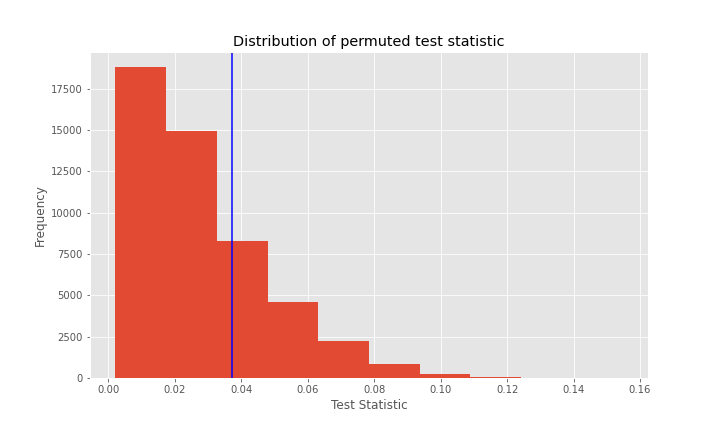 Distribution of permuted test statistic
17500
15000
12500
10000
7500
5000
2500
0
Frequency
0.00 0.02 0.04 0.06 0.08 0.10 0.12 0.14 0.16
Test Statistic